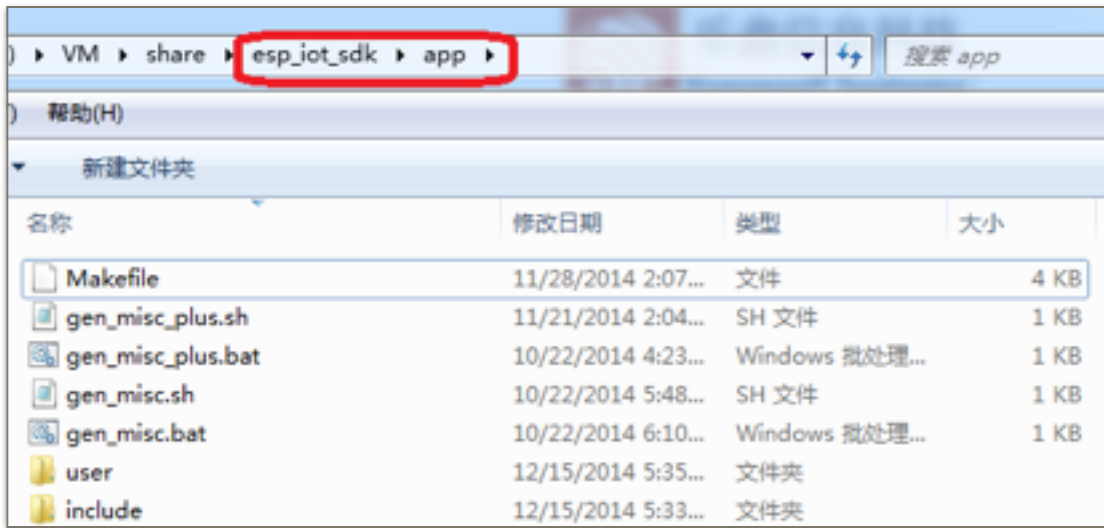 ) ▸ VM ▸ share ▸ esp_iot_sdk ▸ app ▸ 搜索 app
) 帮助(H)
新建文件夹
名称 修改日期 类型 大小
Makefile 11/28/2014 2:07... 文件 4 KB
gen_misc_plus.sh 11/21/2014 2:04... SH 文件 1 KB
gen_misc_plus.bat 10/22/2014 4:23... Windows 批处理... 1 KB
gen_misc.sh 10/22/2014 5:48... SH 文件 1 KB
gen_misc.bat 10/22/2014 6:10... Windows 批处理... 1 KB
user 12/15/2014 5:35... 文件夹
include 12/15/2014 5:33... 文件夹